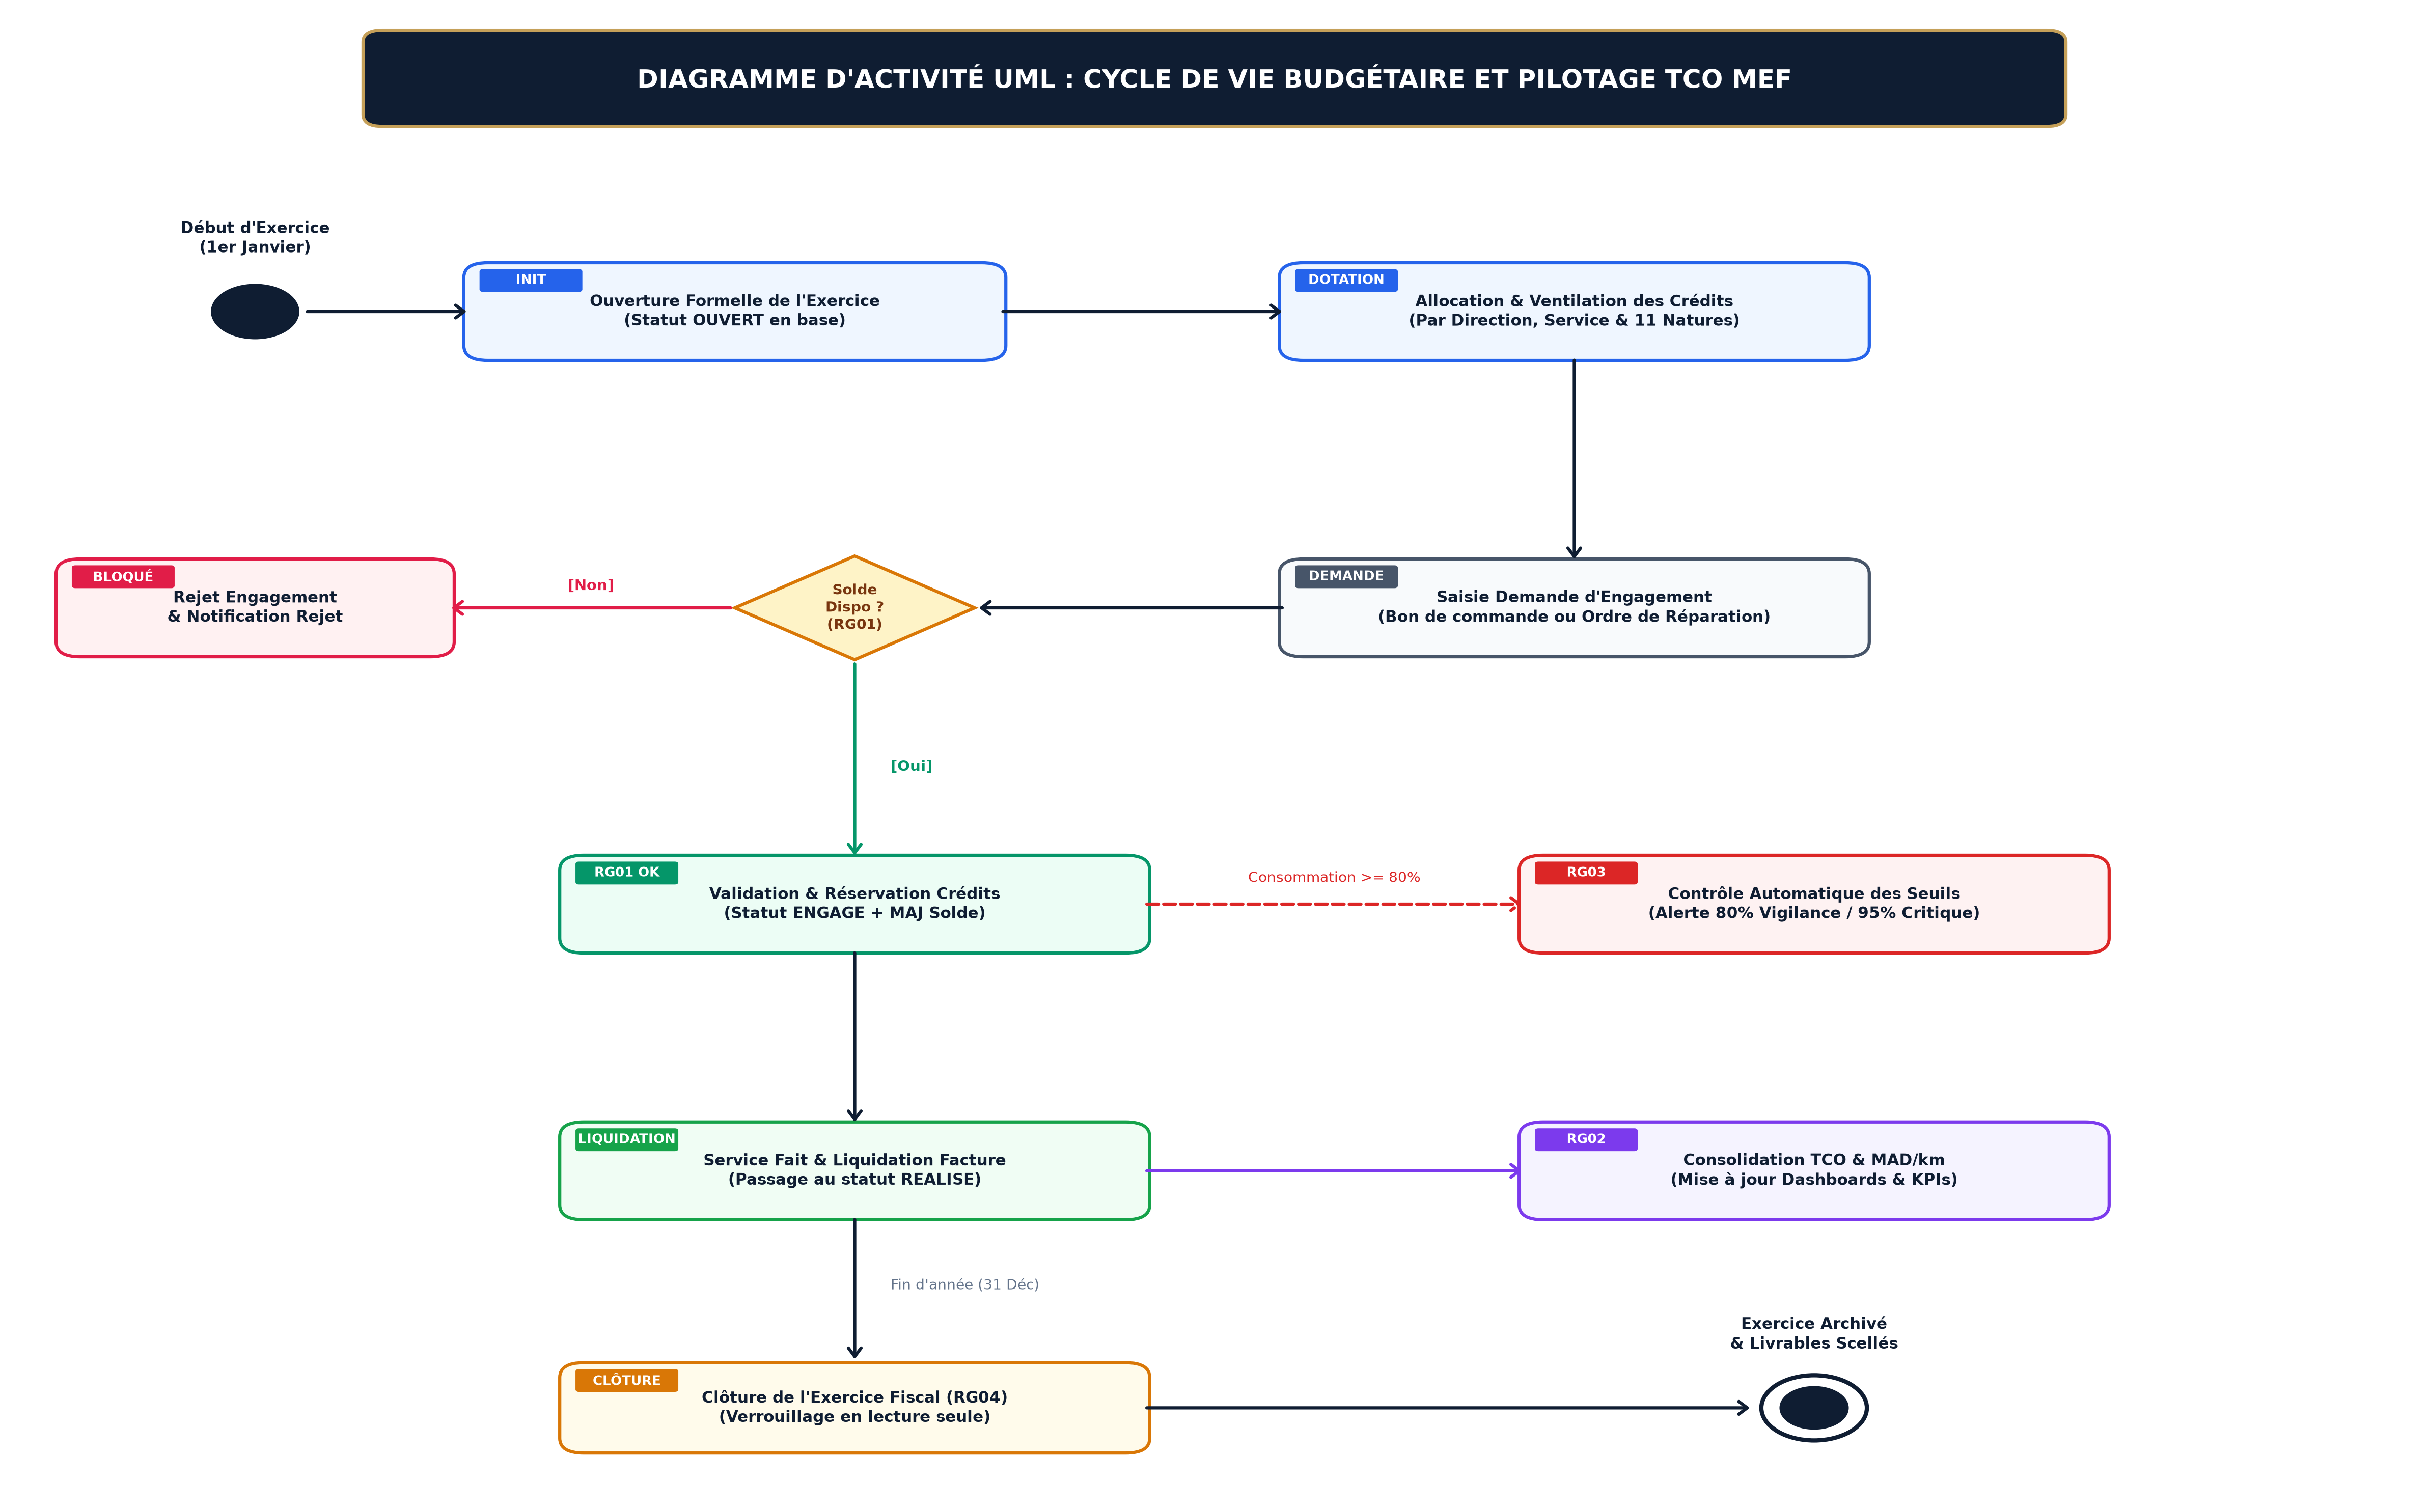 DIAGRAMME D'ACTIVITÉ UML : CYCLE DE VIE BUDGÉTAIRE ET PILOTAGE TCO MEF
Début d'Exercice
(1er Janvier)
INIT
Ouverture Formelle de l'Exercice
(Statut OUVERT en base)
DOTATION
Allocation & Ventilation des Crédits
(Par Direction, Service & 11 Natures)
BLOQUÉ
Rejet Engagement
& Notification Rejet
[Non]
Solde
Dispo ?
(RG01)
DEMANDE
Saisie Demande d'Engagement
(Bon de commande ou Ordre de Réparation)
[Oui]
RG01 OK
Validation & Réservation Crédits
(Statut ENGAGE + MAJ Solde)
Consommation >= 80%
RG03
Contrôle Automatique des Seuils
(Alerte 80% Vigilance / 95% Critique)
LIQUIDATION
Service Fait & Liquidation Facture
(Passage au statut REALISE)
RG02
Consolidation TCO & MAD/km
(Mise à jour Dashboards & KPIs)
Fin d'année (31 Déc)
Exercice Archivé
& Livrables Scellés
CLÔTURE
Clôture de l'Exercice Fiscal (RG04)
(Verrouillage en lecture seule)